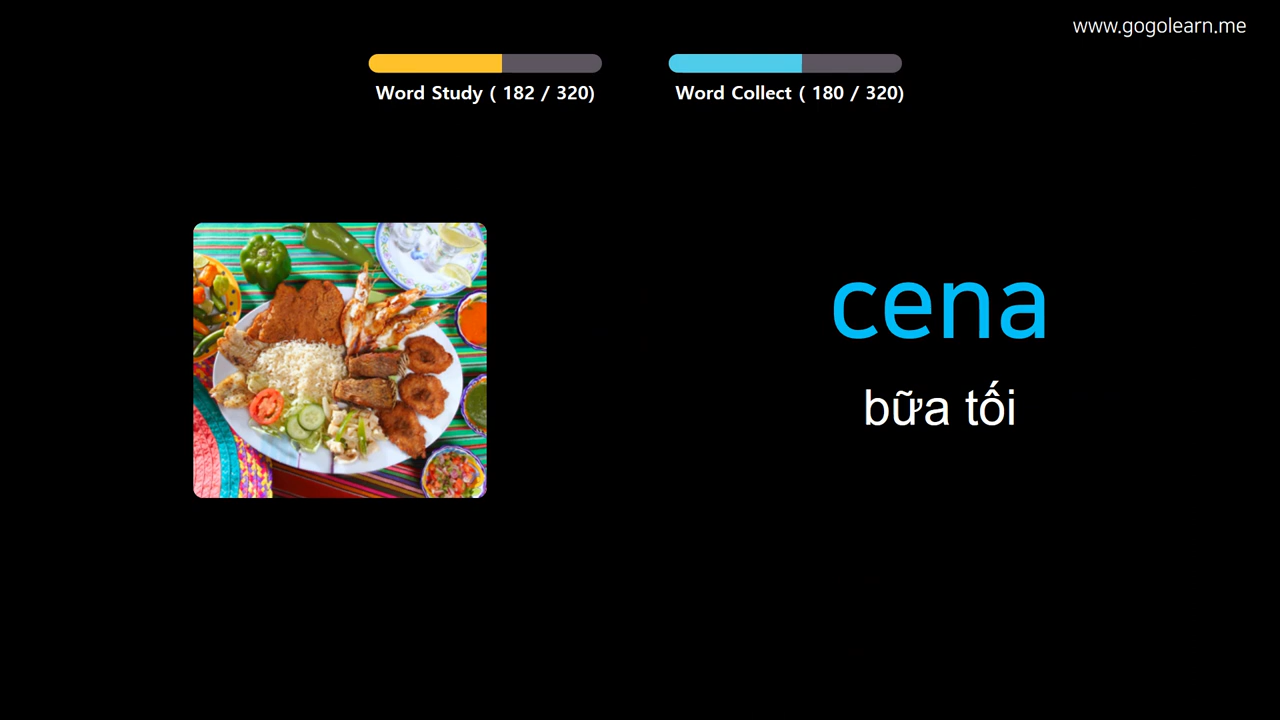 www.gogolearn.me
Word Study ( 182 / 320)
Word Collect ( 180 / 320)
cena
bữa tối